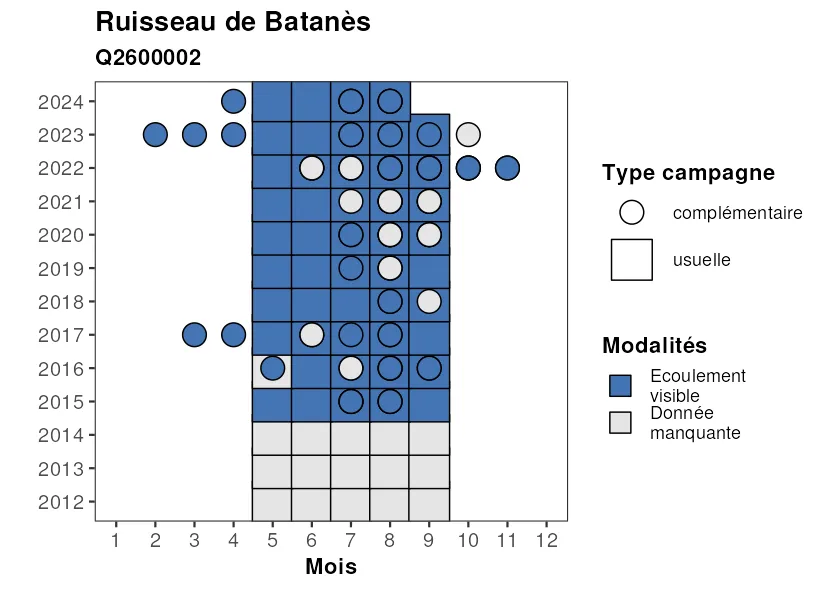 Ruisseau de Batanès
Q2600002
2024
2023
2022
2021
2020
2019
2018
2017
2016
2015
2014
2013
2012
1 2 3 4 5 6 7 8 9 10 11 12
Mois
Type campagne
complémentaire
usuelle
Modalités
Ecoulement
visible
Donnée
manquante